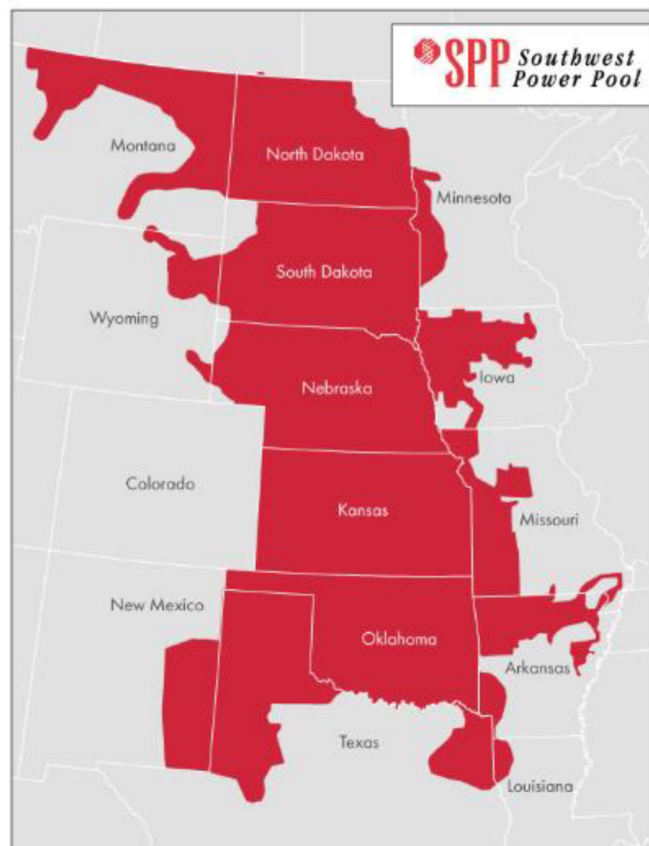 SPP Southwest
Power Pool
Montana
North Dakota
Minnesota
South Dakota
Wyoming
Iowa
Nebraska
Colorado
Kansas
Missouri
New Mexico
Oklahoma
Arkansas
Texas
Louisiana